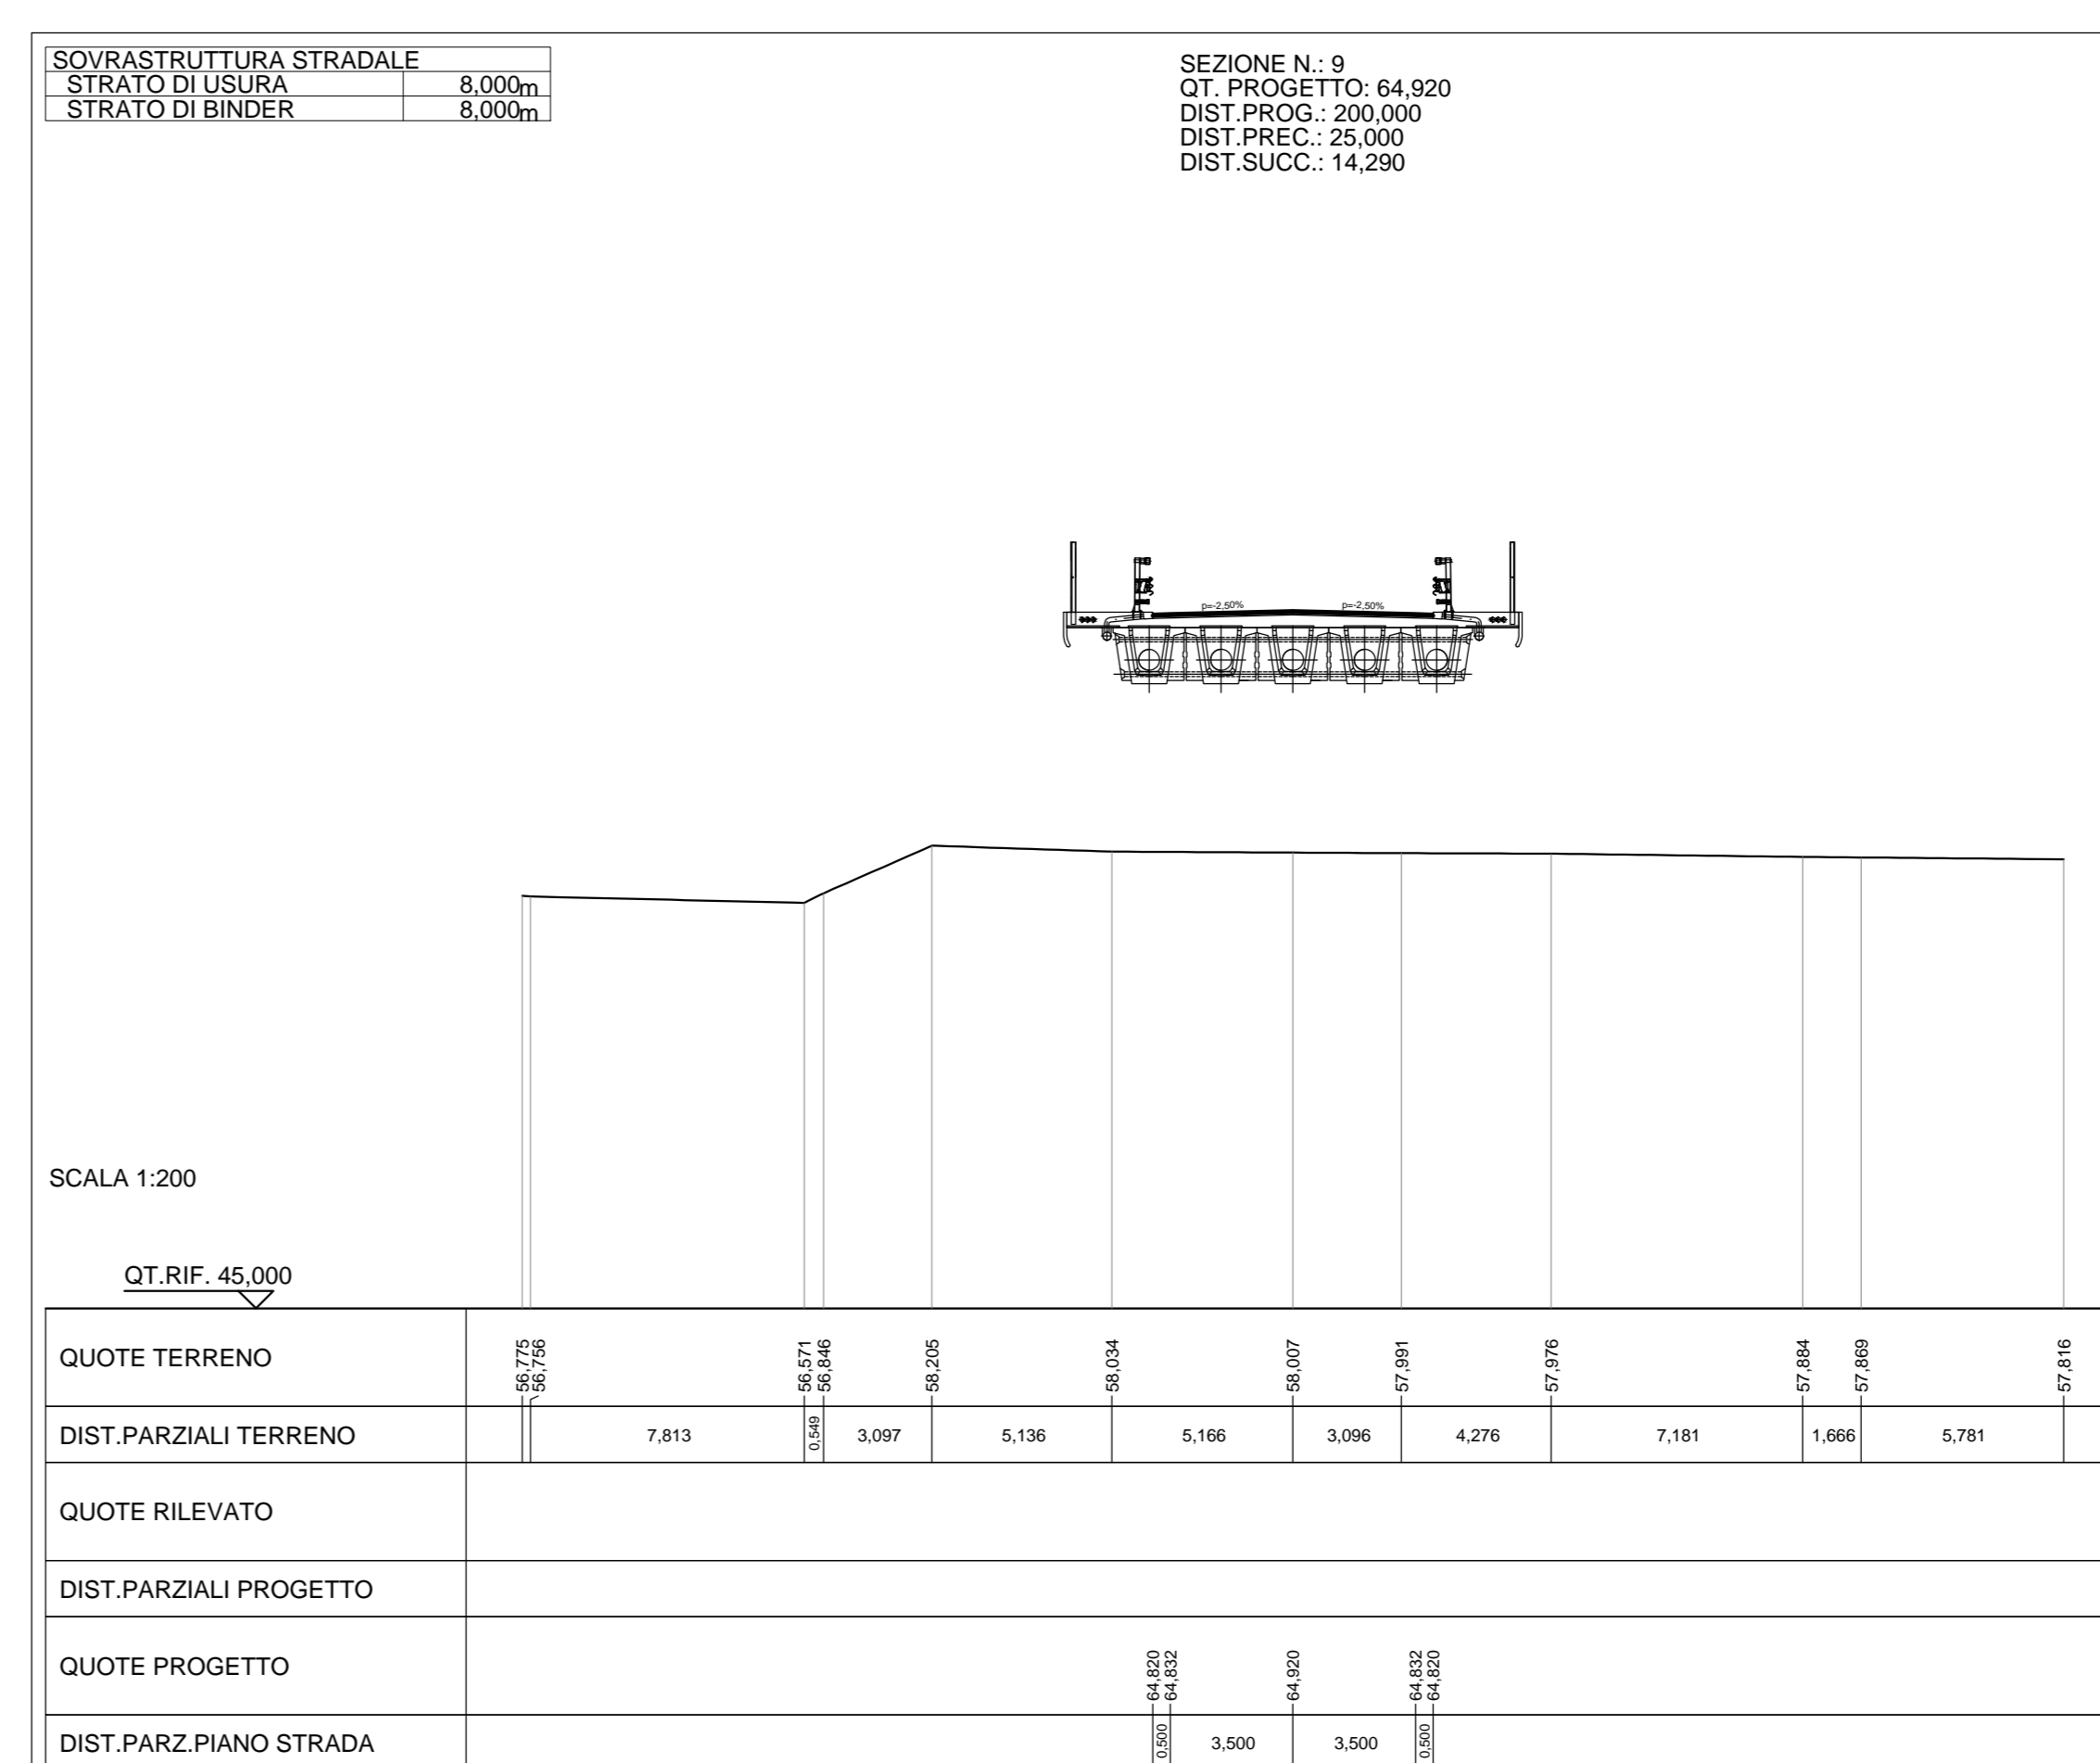 SOVRASTRUTTURA STRADALE
STRATO DI USURA 8,000m
STRATO DI BINDER 8,000m
SEZIONE N.: 9
QT. PROGETTO: 64,920
DIST.PROG.: 200,000
DIST.PREC.: 25,000
DIST.SUCC.: 14,290
p=-2,50% p=-2,50%
SCALA 1:200
QT.RIF. 45,000
QUOTE TERRENO 56,775 56,756 56,571 56,846 58,205 58,034 58,007 57,991 57,976 57,884 57,869 57,816
DIST.PARZIALI TERRENO 7,813 0,549 3,097 5,136 5,166 3,096 4,276 7,181 1,666 5,781
QUOTE RILEVATO
DIST.PARZIALI PROGETTO
QUOTE PROGETTO 64,820 64,832 64,920 64,832 64,820
DIST.PARZ.PIANO STRADA 0,500 3,500 3,500 0,500